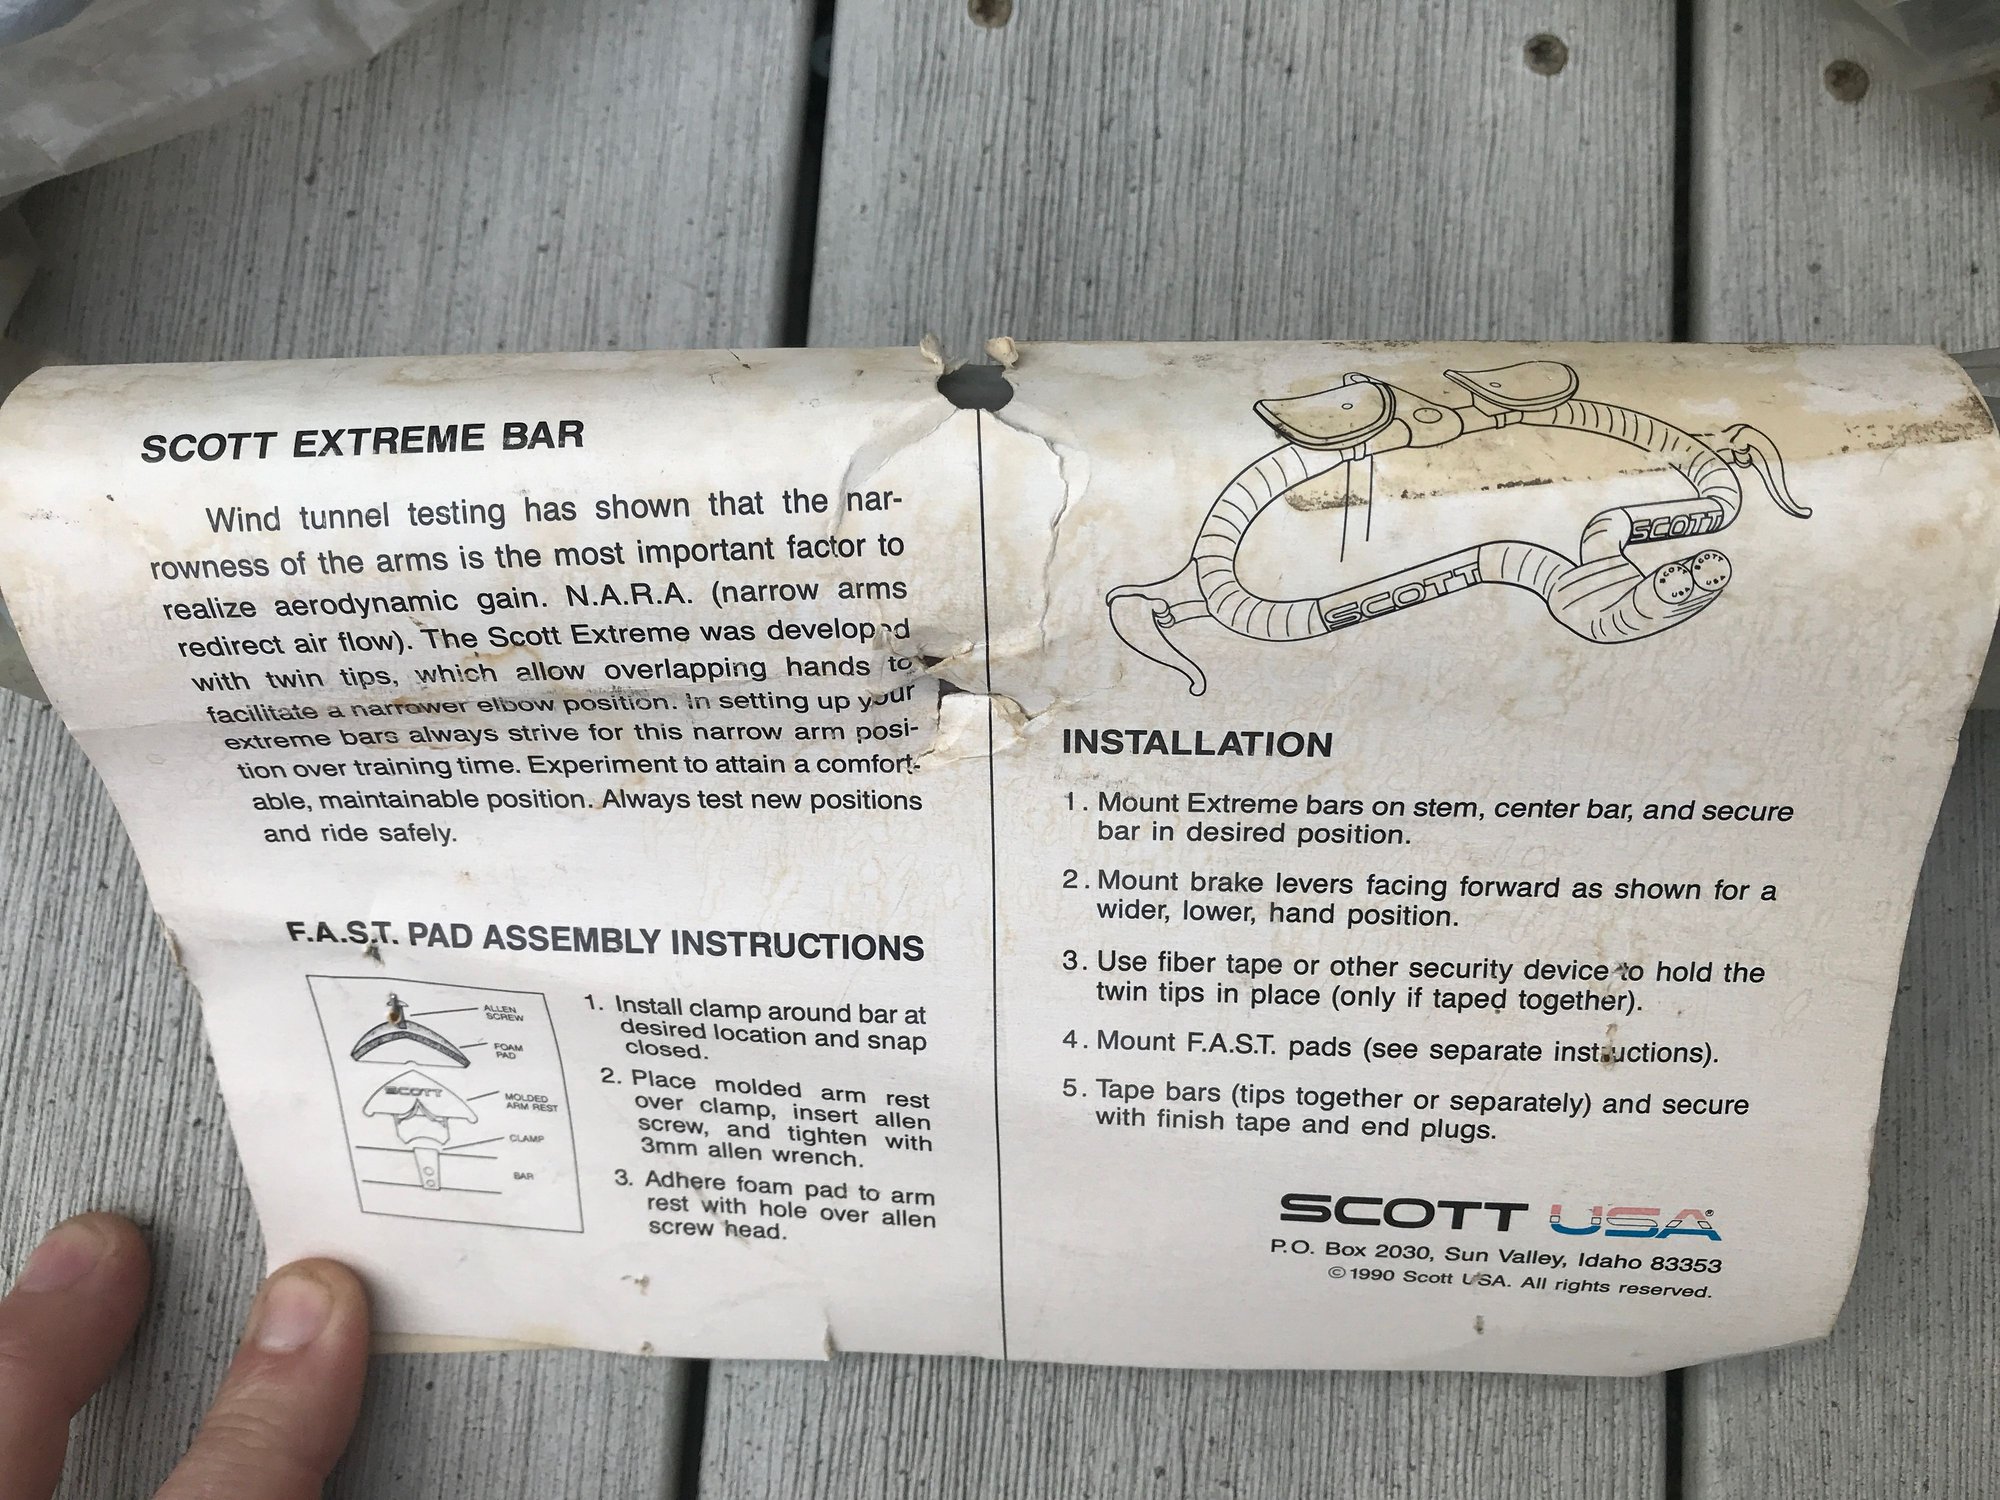 SCOTT EXTREME BAR
Wind tunnel testing has shown that the nar-
rowness of the arms is the most important factor to
realize aerodynamic gain. N.A.R.A. (narrow arms
redirect air flow). The Scott Extreme was developed
with twin tips, which allow overlapping hands to
facilitate a narrower elbow position. In setting up your
extreme bars always strive for this narrow arm posi-
tion over training time. Experiment to attain a comfort-
able, maintainable position. Always test new positions
and ride safely.
F.A.S.T. PAD ASSEMBLY INSTRUCTIONS
ALLEN
SCREW
FOAM
PAD
SCOTT
MOLDED
ARM REST
CLAMP
BAR
1. Install clamp around bar at
desired location and snap
closed.
2. Place molded arm rest
over clamp, insert allen
screw, and tighten with
3mm allen wrench.
3. Adhere foam pad to arm
rest with hole over allen
screw head.
SCOTT
SCOTT
SCOTT
USA
SCOTT
USA
INSTALLATION
1. Mount Extreme bars on stem, center bar, and secure
bar in desired position.
2. Mount brake levers facing forward as shown for a
wider, lower, hand position.
3. Use fiber tape or other security device to hold the
twin tips in place (only if taped together).
4. Mount F.A.S.T. pads (see separate instructions).
5. Tape bars (tips together or separately) and secure
with finish tape and end plugs.
SCOTT USA®
P.O. Box 2030, Sun Valley, Idaho 83353
©1990 Scott USA. All rights reserved.